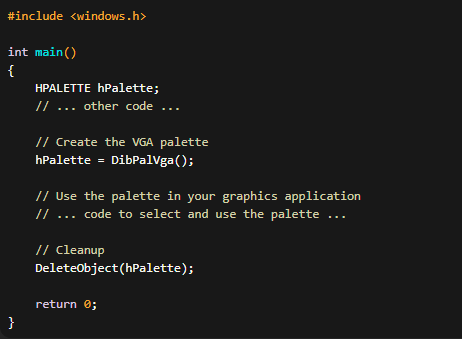 #include <windows.h>
int main()
{
HPALETTE hPalette;
// ... other code ...
// Create the VGA palette
hPalette = DibPalVga();
// Use the palette in your graphics application
// ... code to select and use the palette ...
// Cleanup
DeleteObject(hPalette);
return 0;
}